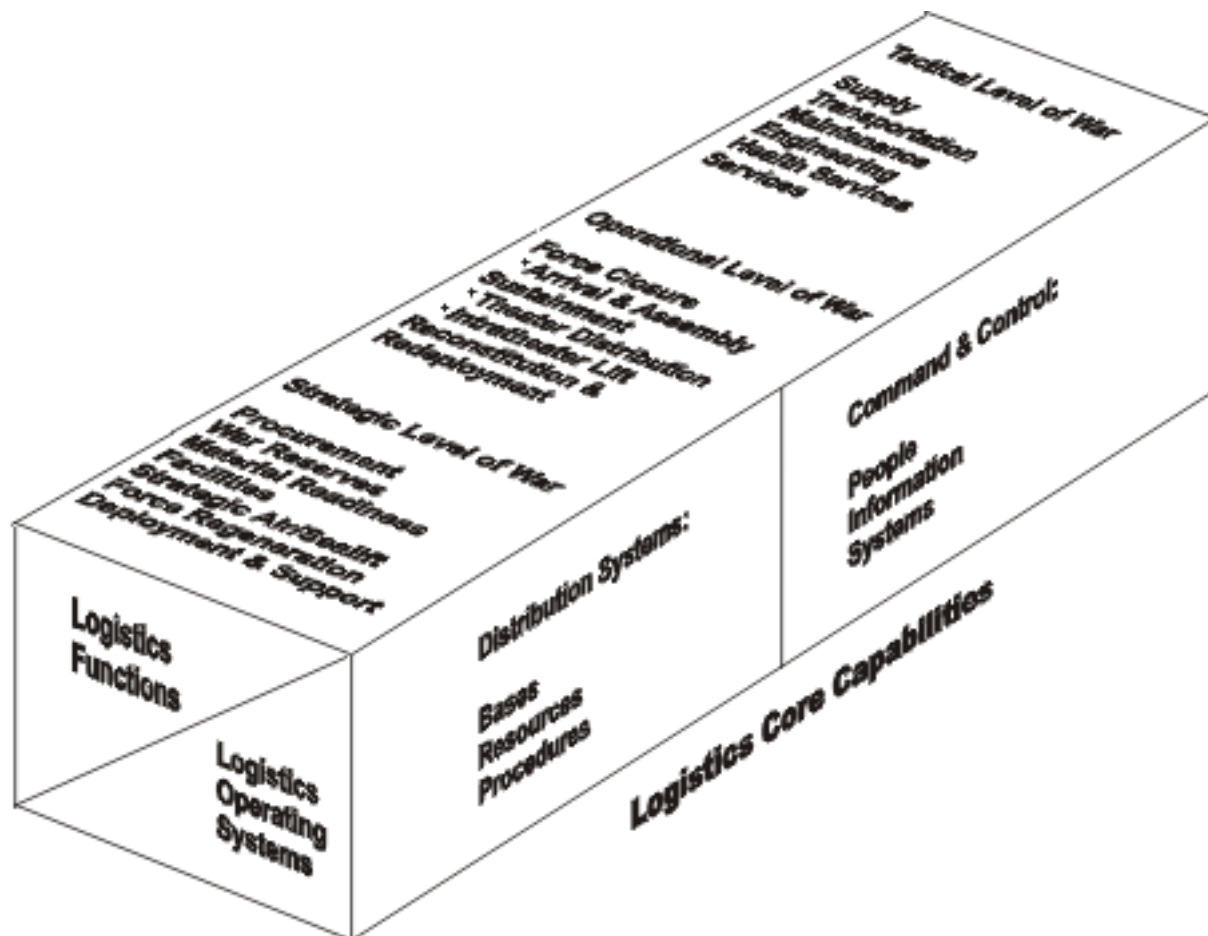 Tactical Level of War
Supply
Transportation
Maintenance
Engineering
Health Services
Services
Operational Level of War
Force Closure
*Arrival & Assembly
Sustainment
*Theater Distribution
*Intratheater Lift
Reconstitution &
Redeployment
Strategic Level of War
Procurement
War Reserves
Material Readiness
Facilities
Strategic Air/Sealift
Force Regeneration
Deployment & Support
Logistics
Functions
Logistics
Operating
Systems
Distribution Systems:
Bases
Resources
Procedures
Command & Control:
People
Information
Systems
Logistics Core Capabilities